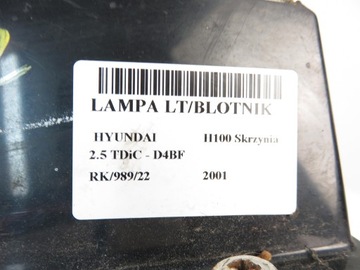 LAMPA LT/BLOTNIK
HYUNDAI H100 Skrzynia
2.5 TDiC - D4BF
RK/989/22 2001